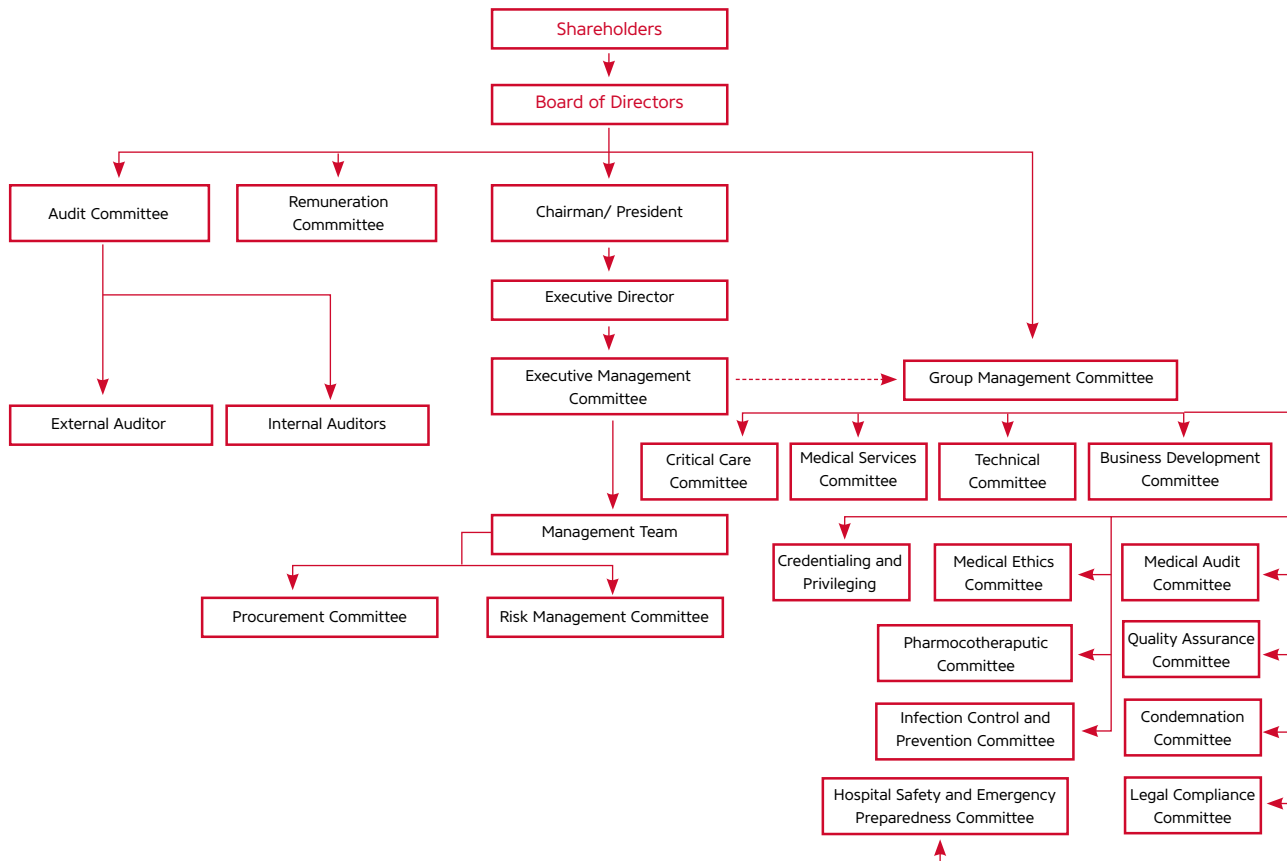 Shareholders
Board of Directors
Audit Committee
Remuneration
Commmittee
Chairman/ President
Executive Director
Executive Management
Committee
Group Management Committee
External Auditor
Internal Auditors
Critical Care
Committee
Medical Services
Committee
Technical
Committee
Business Development
Committee
Management Team
Credentialing and
Privileging
Medical Ethics
Committee
Medical Audit
Committee
Procurement Committee
Risk Management Committee
Pharmocotheraputic
Committee
Quality Assurance
Committee
Infection Control and
Prevention Committee
Condemnation
Committee
Hospital Safety and Emergency
Preparedness Committee
Legal Compliance
Committee